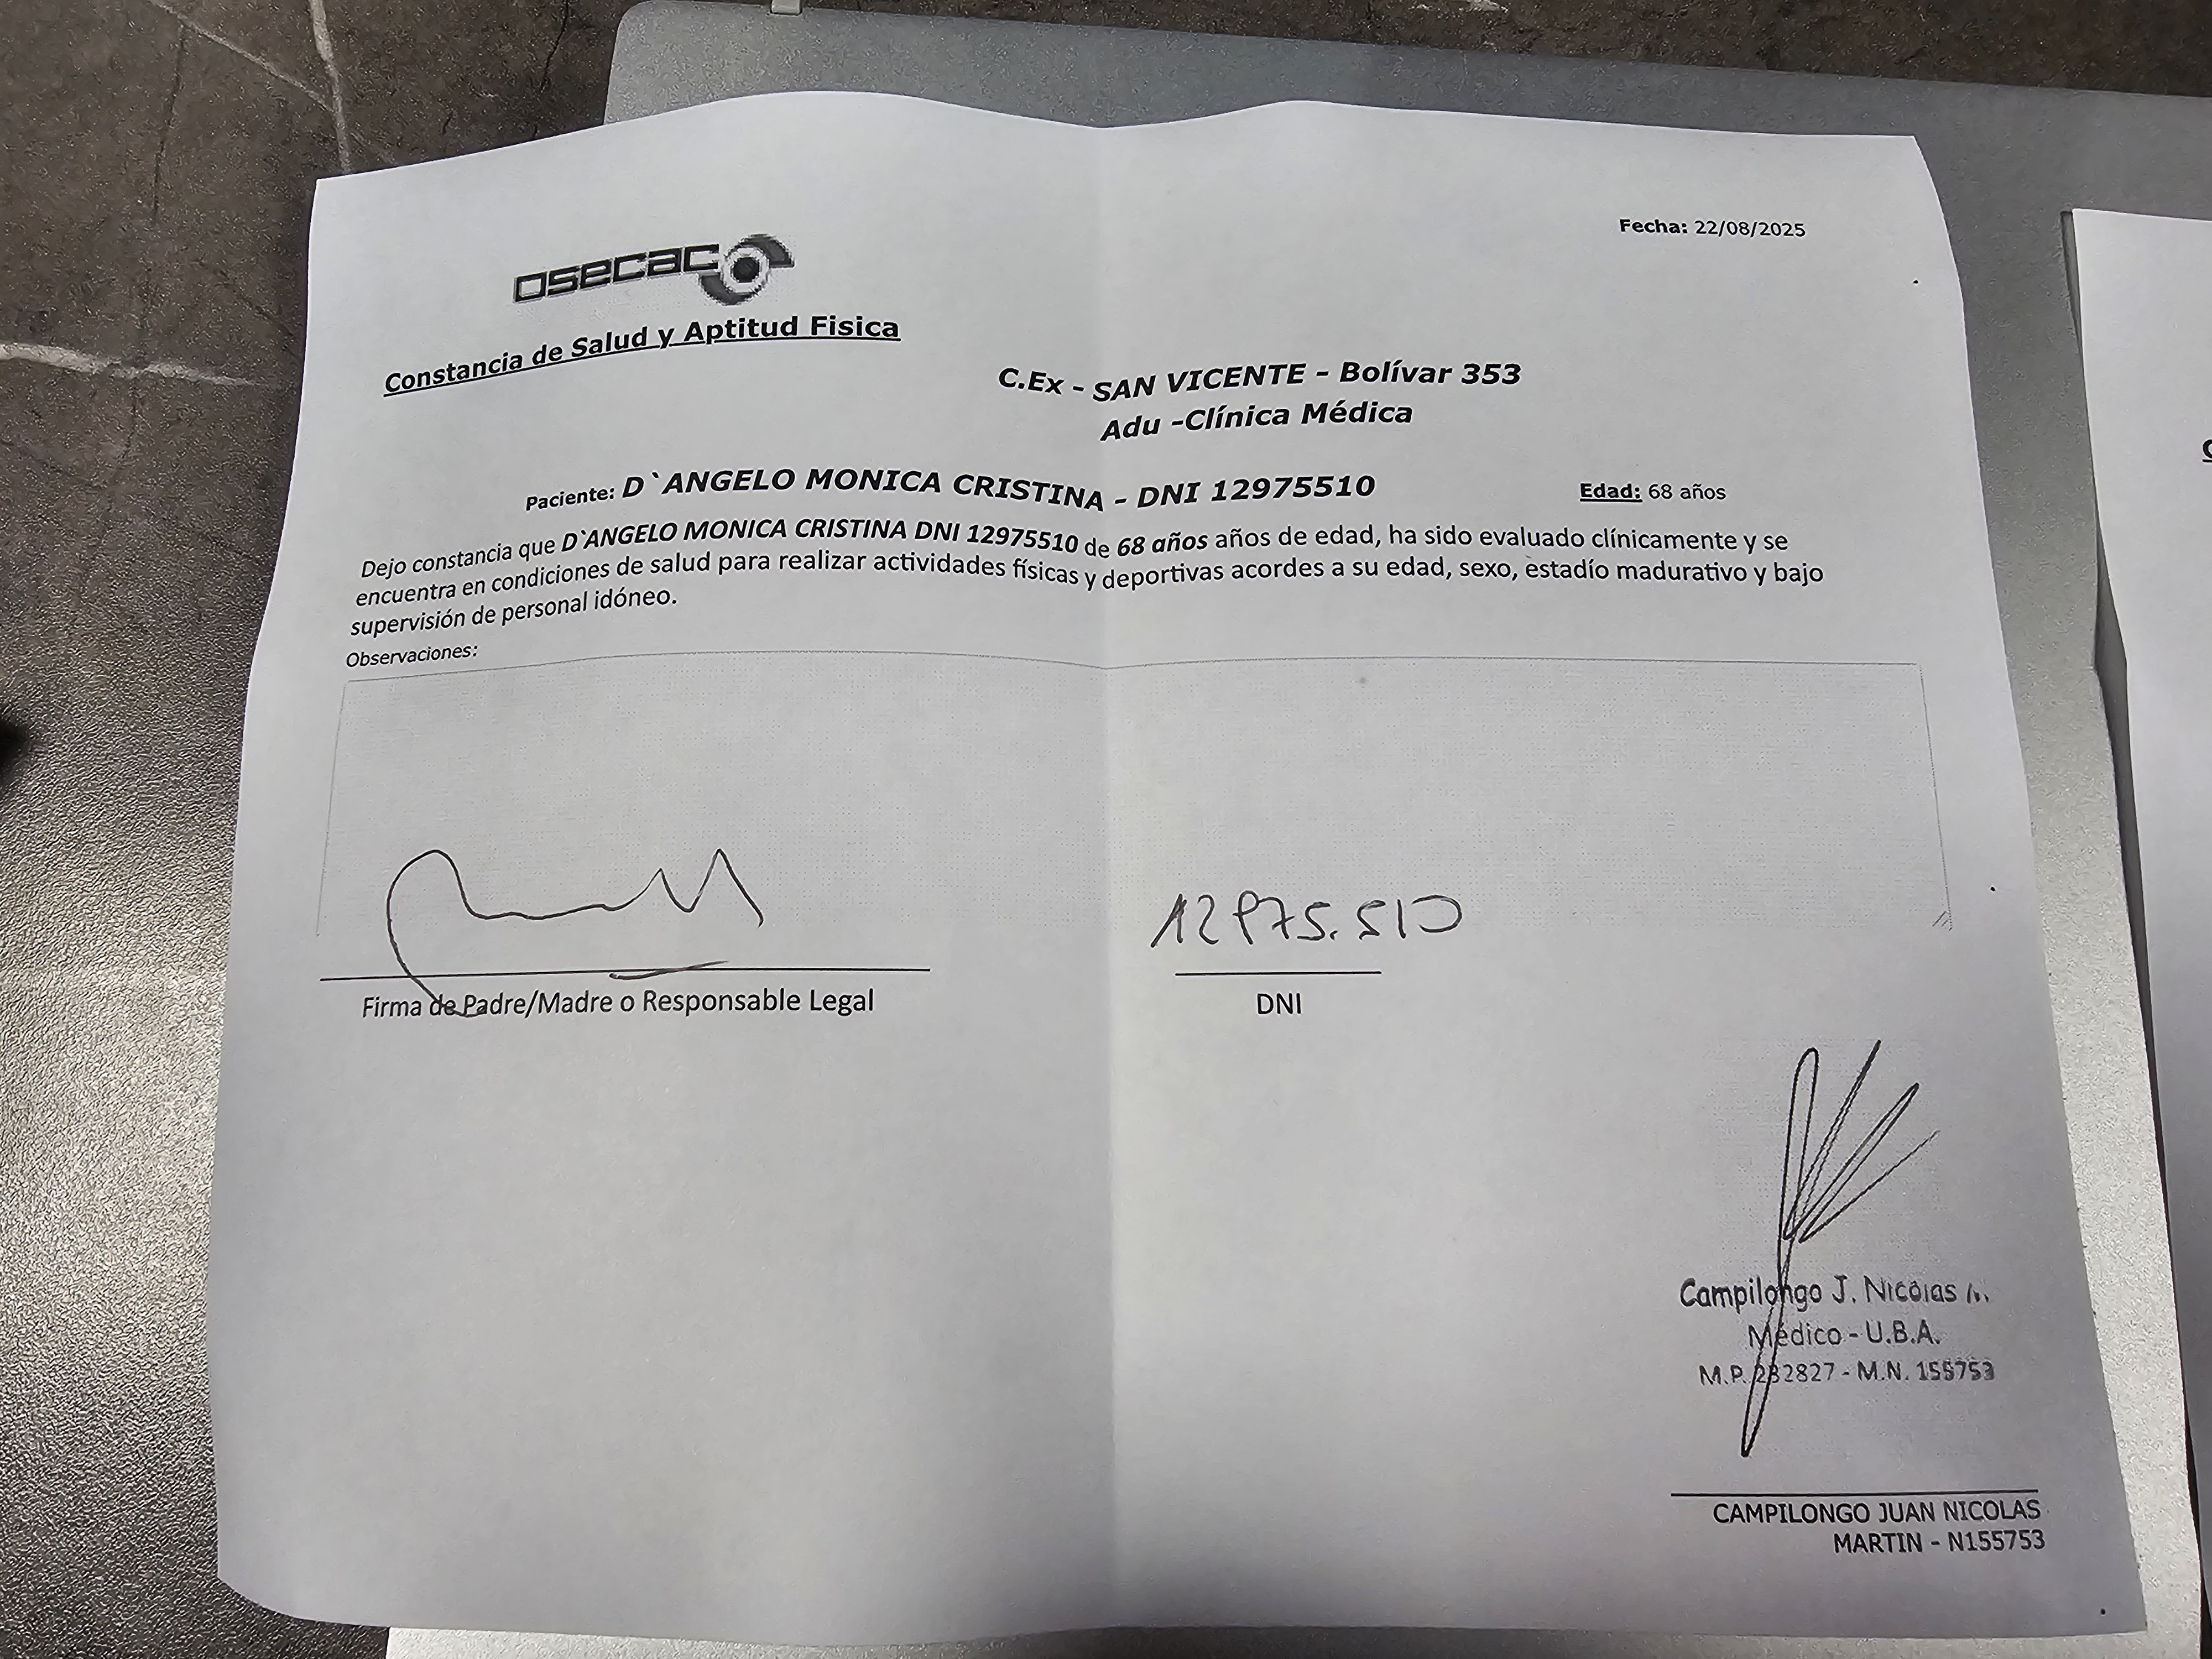 Fecha: 22/08/2025
osecac
Constancia de Salud y Aptitud Fisica
C.Ex - SAN VICENTE - Bolívar 353
Adu -Clínica Médica
Paciente: D`ANGELO MONICA CRISTINA - DNI 12975510
Edad: 68 años
Dejo constancia que D`ANGELO MONICA CRISTINA DNI 12975510 de 68 años años de edad, ha sido evaluado clínicamente y se
encuentra en condiciones de salud para realizar actividades físicas y deportivas acordes a su edad, sexo, estadío madurativo y bajo
supervisión de personal idóneo.
Observaciones:
12975.510
Firma de Padre/Madre o Responsable Legal
DNI
Campilongo J. Nicolas
Médico - U.B.A.
M.P. 232827 - M.N. 155753
CAMPILONGO JUAN NICOLAS
MARTIN - N155753